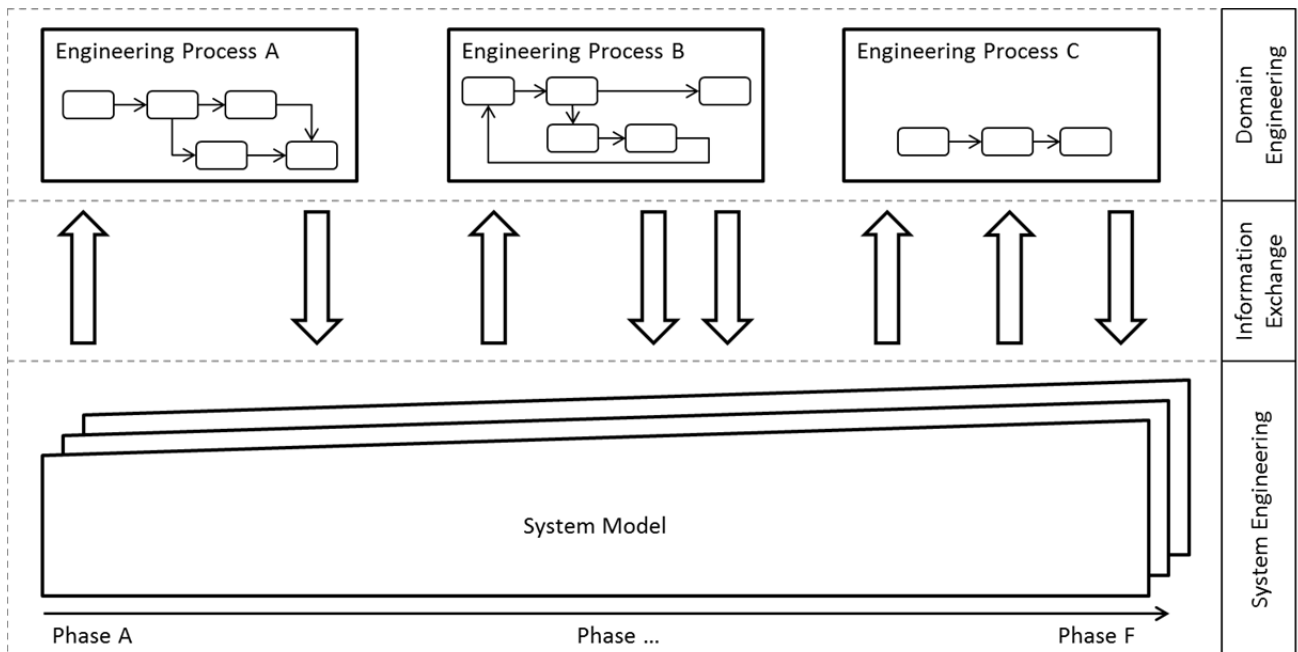 Engineering Process A
Engineering Process B
Engineering Process C
Domain
Engineering
Information
Exchange
System Model
System Engineering
Phase A
Phase ...
Phase F